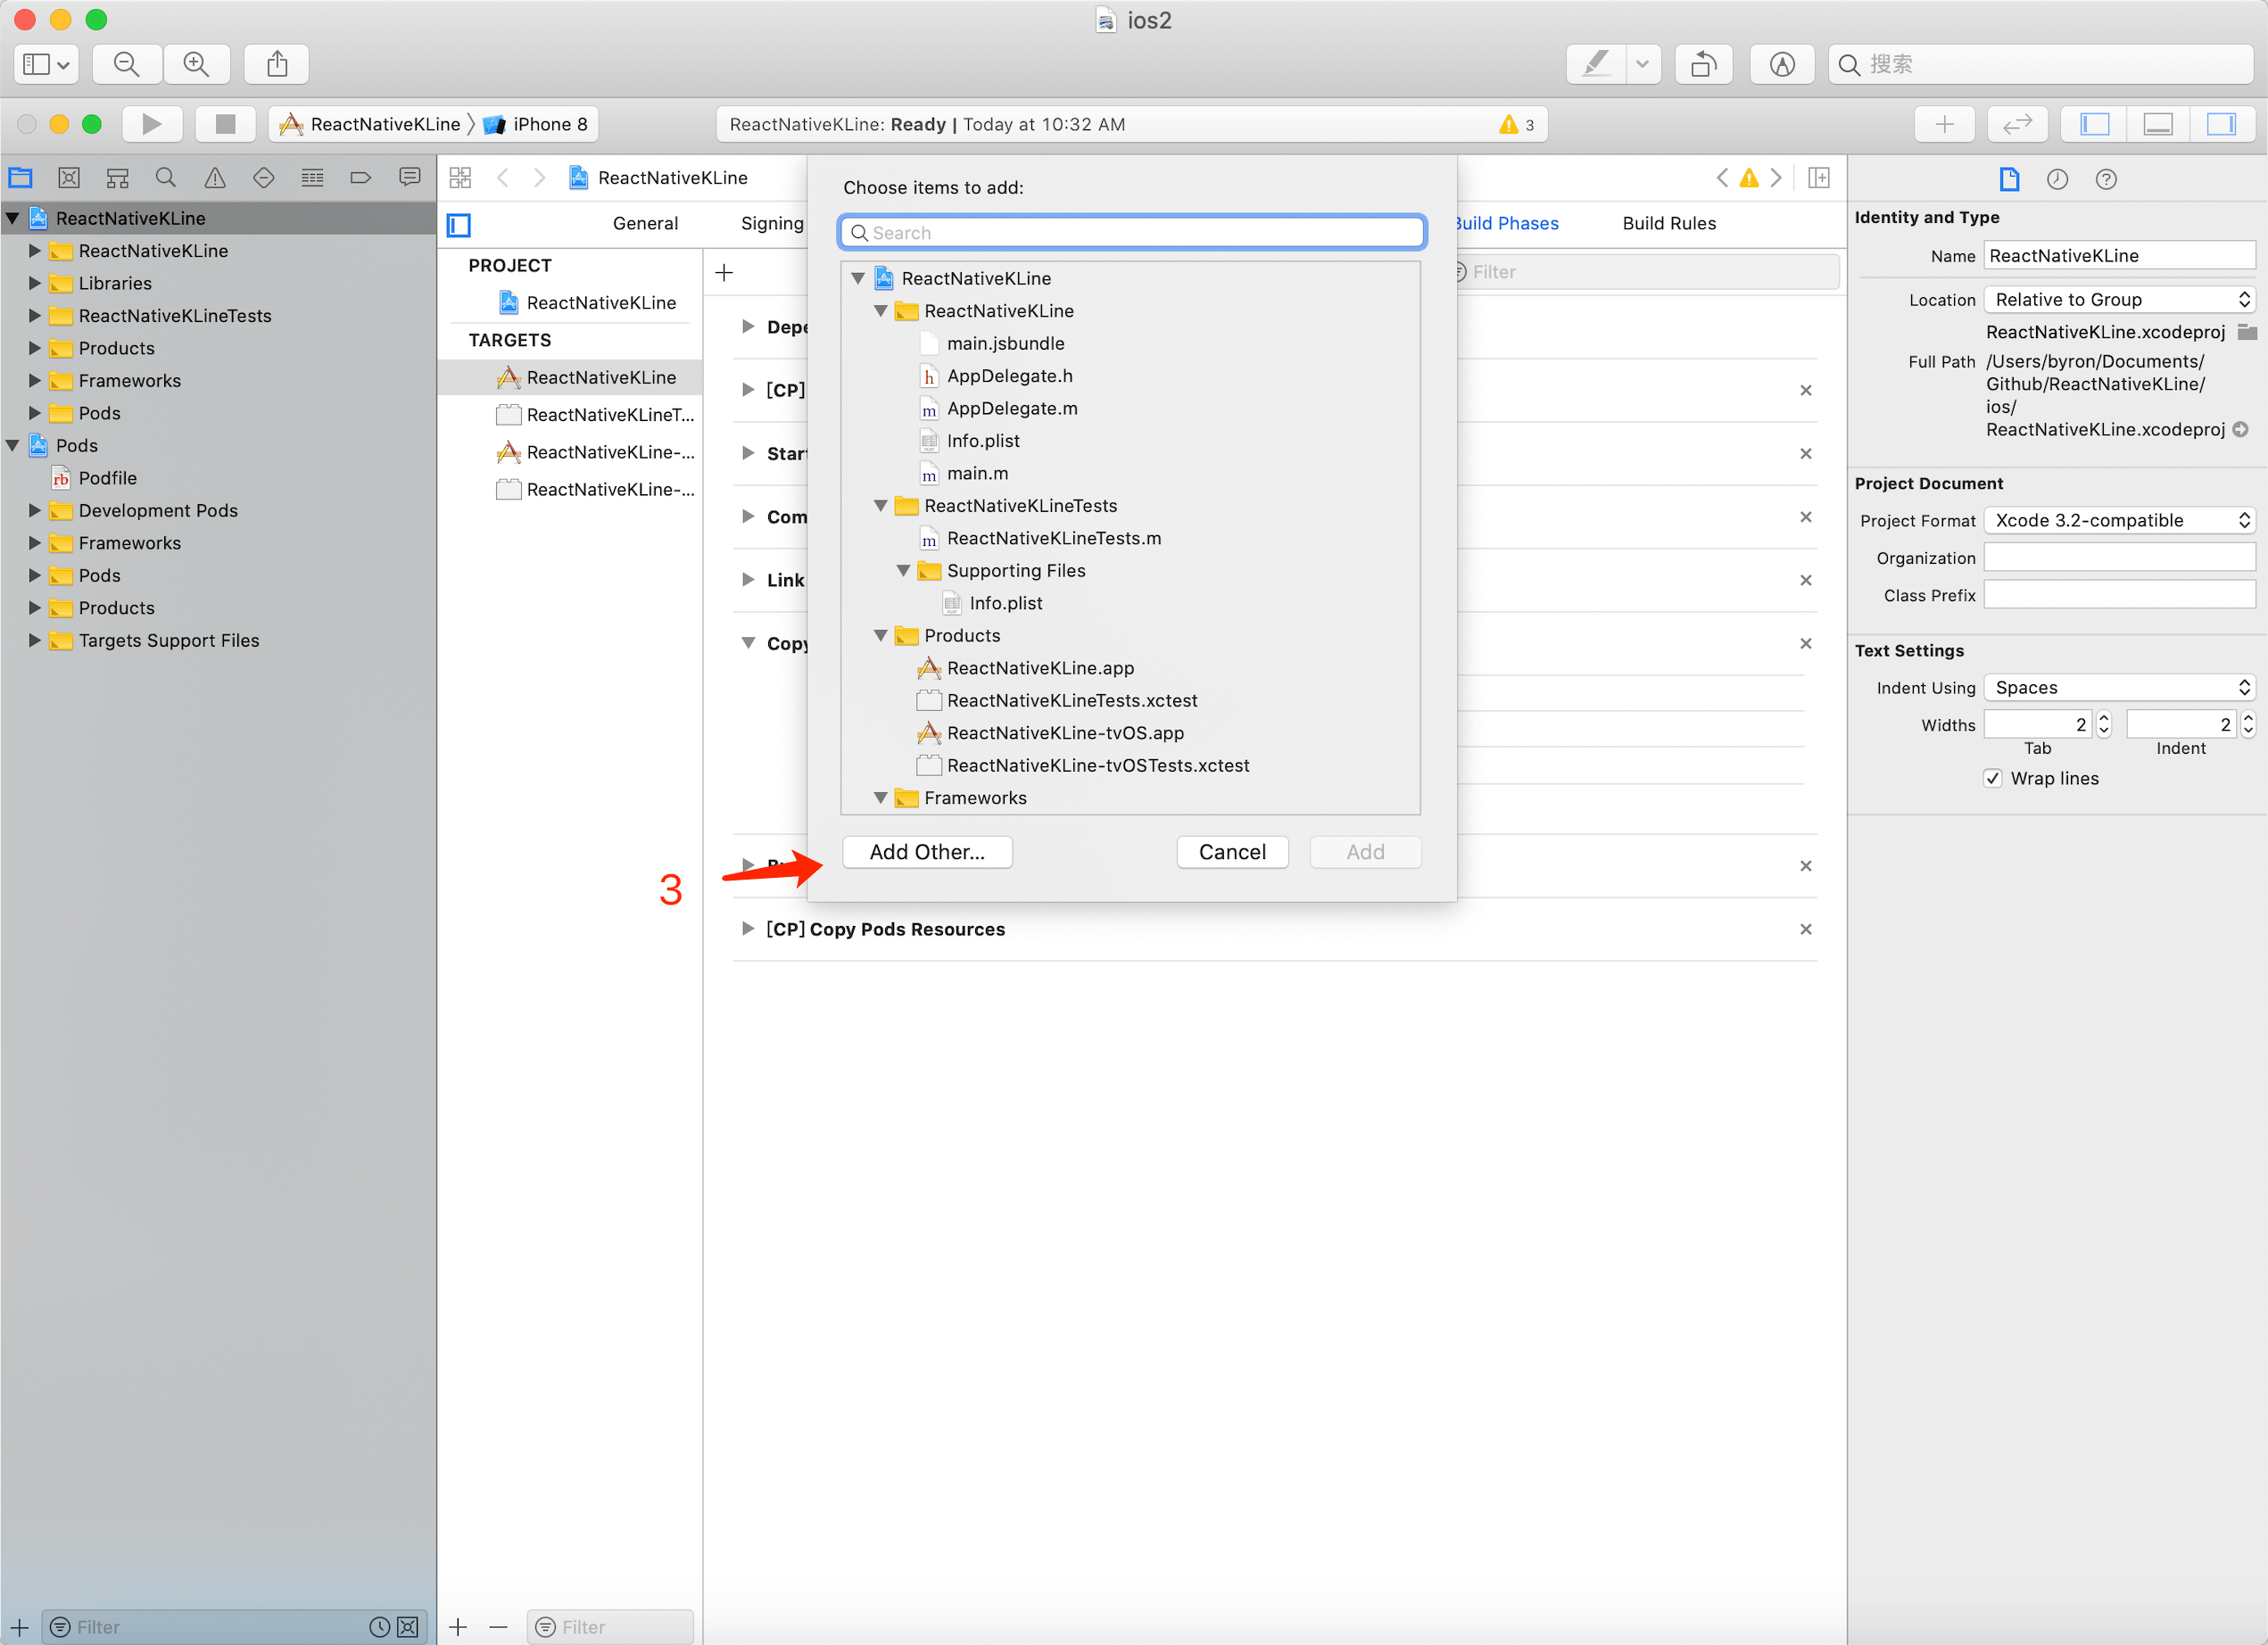 ios2
搜索
ReactNativeKLine
iPhone 8
ReactNativeKLine: Ready | Today at 10:32 AM
3
ReactNativeKLine
ReactNativeKLine
Libraries
ReactNativeKLineTests
Products
Frameworks
Pods
Pods
rb Podfile
Development Pods
Frameworks
Pods
Products
Targets Support Files
Filter
ReactNativeKLine
General
Signing
Build Phases
Build Rules
PROJECT
ReactNativeKLine
TARGETS
ReactNativeKLine
ReactNativeKLineT...
ReactNativeKLine-...
ReactNativeKLine-...
Filter
Filter
Depe
[CP]
Start
Com
Link
Copy
[CP] Copy Pods Resources
3
Choose items to add:
Search
ReactNativeKLine
ReactNativeKLine
main.jsbundle
h AppDelegate.h
m AppDelegate.m
Info.plist
m main.m
ReactNativeKLineTests
m ReactNativeKLineTests.m
Supporting Files
Info.plist
Products
ReactNativeKLine.app
ReactNativeKLineTests.xctest
ReactNativeKLine-tvOS.app
ReactNativeKLine-tvOSTests.xctest
Frameworks
Add Other...
Cancel
Add
Identity and Type
Name ReactNativeKLine
Location Relative to Group
ReactNativeKLine.xcodeproj
Full Path /Users/byron/Documents/
Github/ReactNativeKLine/
ios/
ReactNativeKLine.xcodeproj
Project Document
Project Format Xcode 3.2-compatible
Organization
Class Prefix
Text Settings
Indent Using Spaces
Widths 2 2
Tab Indent
Wrap lines